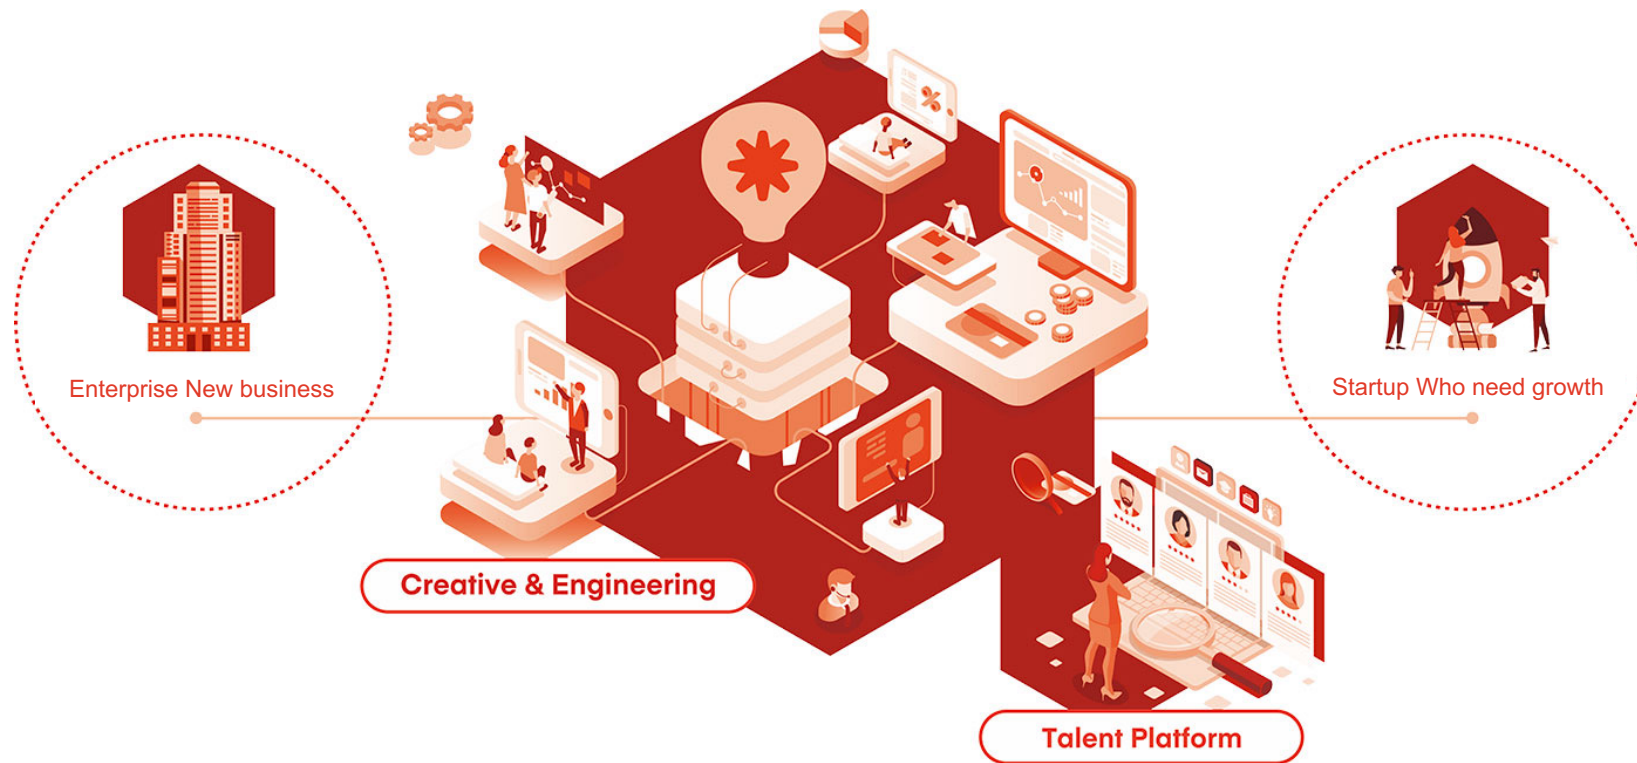 Enterprise New business
Startup Who need growth
Creative & Engineering
Talent Platform